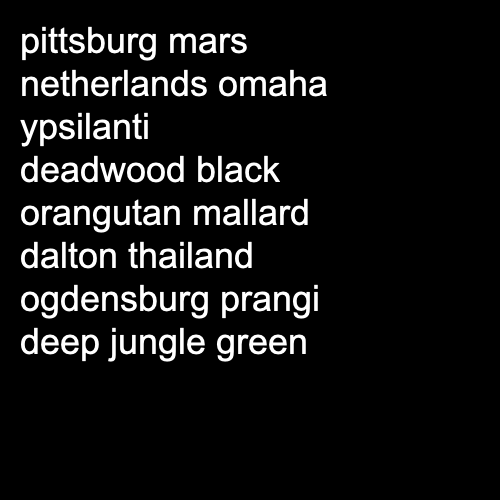 pittsburg mars
netherlands omaha
ypsilanti
deadwood black
orangutan mallard
dalton thailand
ogdensburg prangi
deep jungle green